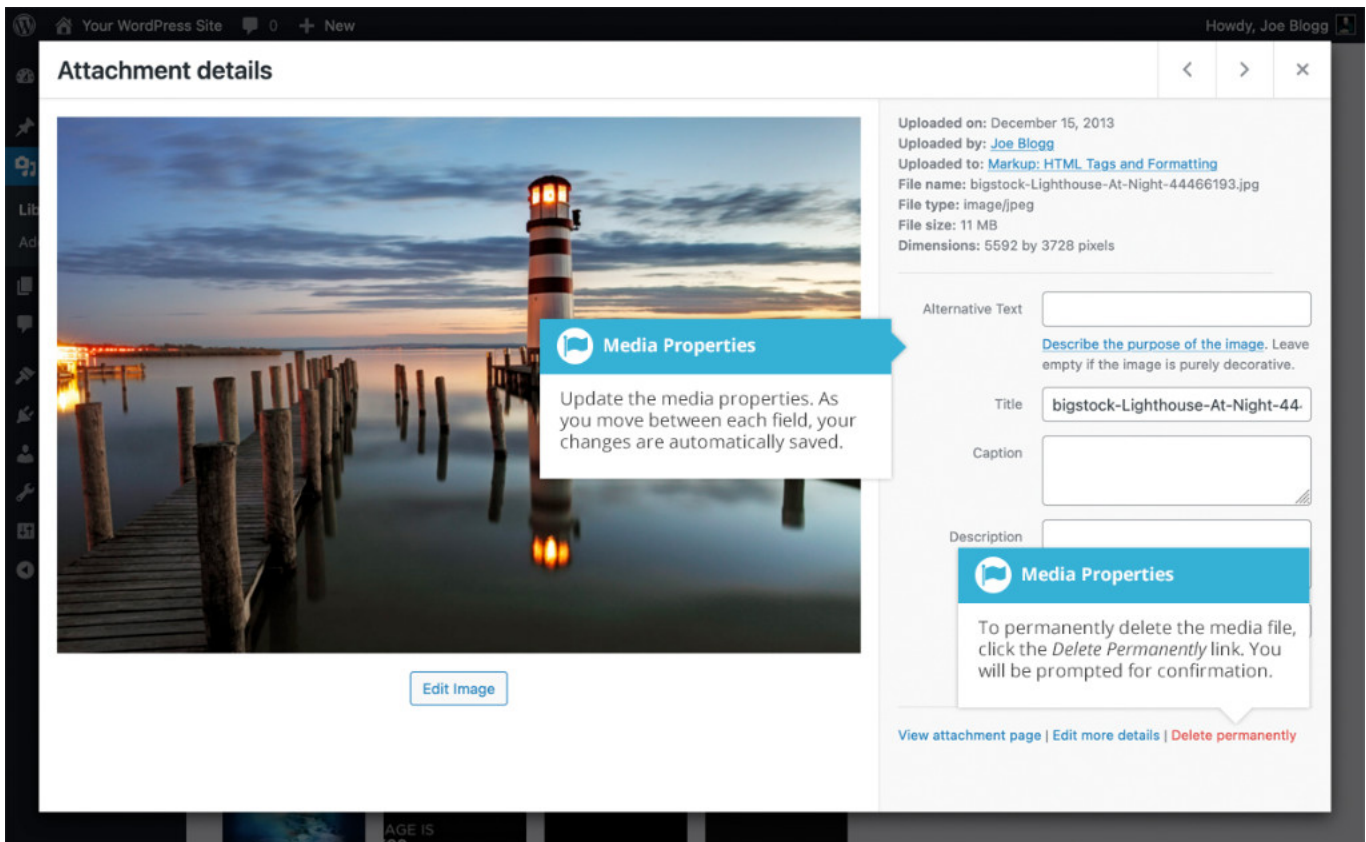 Your WordPress Site 0 + New
Howdy, Joe Blogg
Attachment details
Lib
Ad
Uploaded on: December 15, 2013
Uploaded by: Joe Blogg
Uploaded to: Markup: HTML Tags and Formatting
File name: bigstock-Lighthouse-At-Night-44466193.jpg
File type: image/jpeg
File size: 11 MB
Dimensions: 5592 by 3728 pixels
Alternative Text
Describe the purpose of the image. Leave
empty if the image is purely decorative.
Title
bigstock-Lighthouse-At-Night-44
Caption
Description
Media Properties
Update the media properties. As
you move between each field, your
changes are automatically saved.
Media Properties
To permanently delete the media file,
click the Delete Permanently link. You
will be prompted for confirmation.
Edit Image
View attachment page | Edit more details | Delete permanently
AGE IS